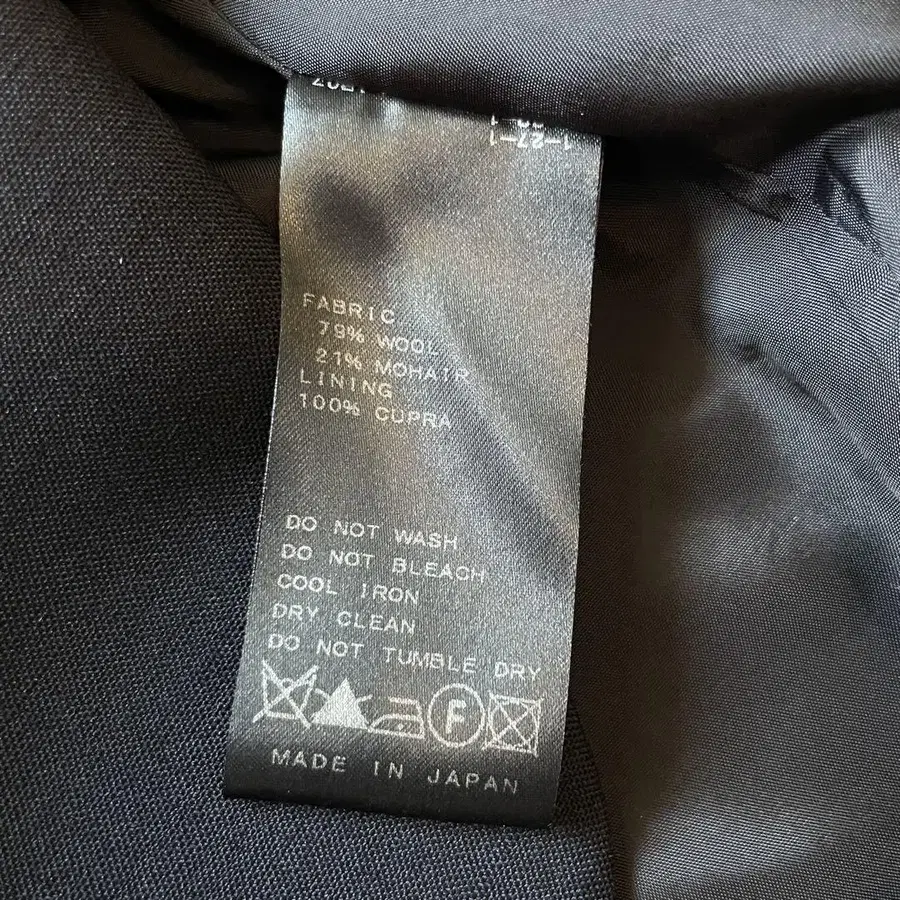 FABRIC
79% WOOL
21% MOHAIR
LINING
100% CUPRA
DO NOT WASH
DO NOT BLEACH
COOL IRON
DRY CLEAN
DO NOT TUMBLE DRY
F
MADE IN JAPAN